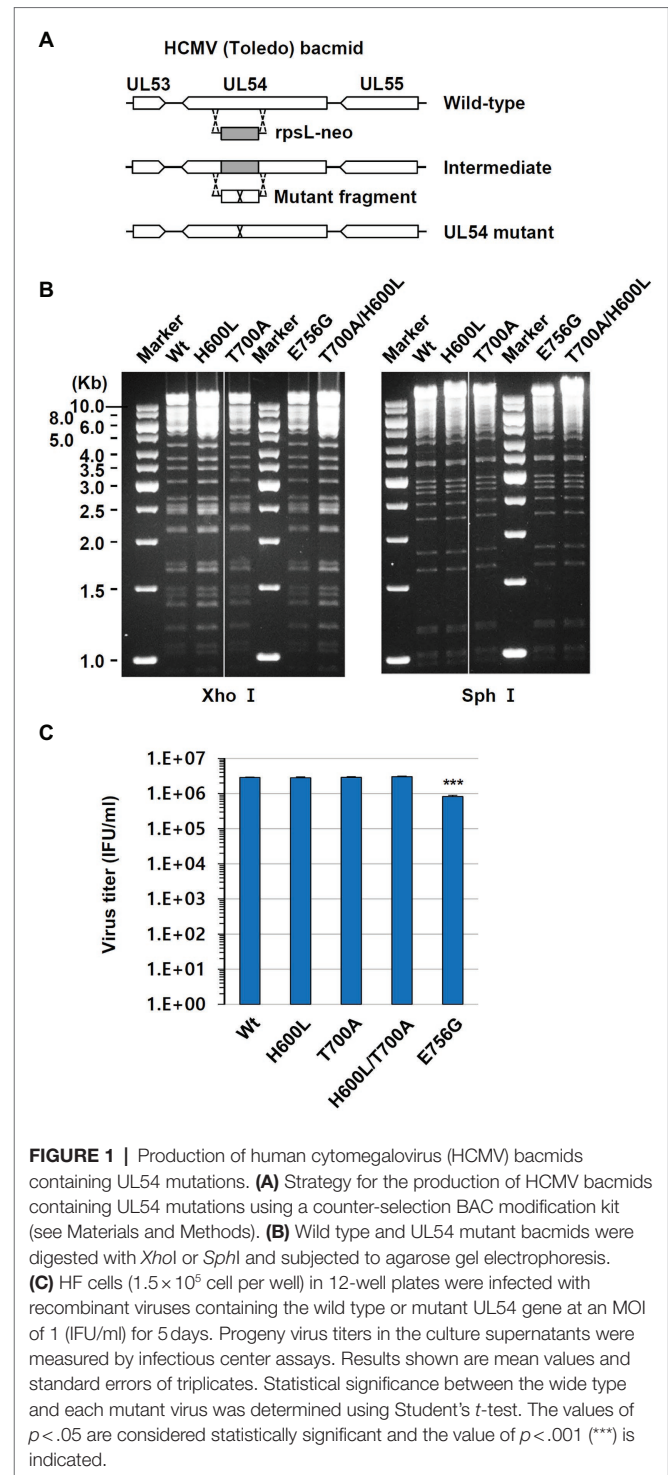 A
HCMV (Toledo) bacmid
UL53 UL54 UL55
Wild-type
rpsL-neo
Intermediate
Mutant fragment
UL54 mutant
B
Marker Wt H600L T700A Marker E756G T700A/H600L Marker Wt H600L T700A Marker E756G T700A/H600L
(Kb)
10.0
8.0
6.0
5.0
4.0
3.5
3.0
2.5
2.0
1.5
1.0
Xho I Sph I
C
Virus titer (IFU/ml)
1.E+07
1.E+06
1.E+05
1.E+04
1.E+03
1.E+02
1.E+01
1.E+00
***
Wt H600L T700A H600L/T700A E756G
FIGURE 1 | Production of human cytomegalovirus (HCMV) bacmids
containing UL54 mutations. (A) Strategy for the production of HCMV bacmids
containing UL54 mutations using a counter-selection BAC modification kit
(see Materials and Methods). (B) Wild type and UL54 mutant bacmids were
digested with XhoI or SphI and subjected to agarose gel electrophoresis.
(C) HF cells (1.5 × 10⁵ cell per well) in 12-well plates were infected with
recombinant viruses containing the wild type or mutant UL54 gene at an MOI
of 1 (IFU/ml) for 5 days. Progeny virus titers in the culture supernatants were
measured by infectious center assays. Results shown are mean values and
standard errors of triplicates. Statistical significance between the wide type
and each mutant virus was determined using Student's t-test. The values of
p < .05 are considered statistically significant and the value of p < .001 (***) is
indicated.